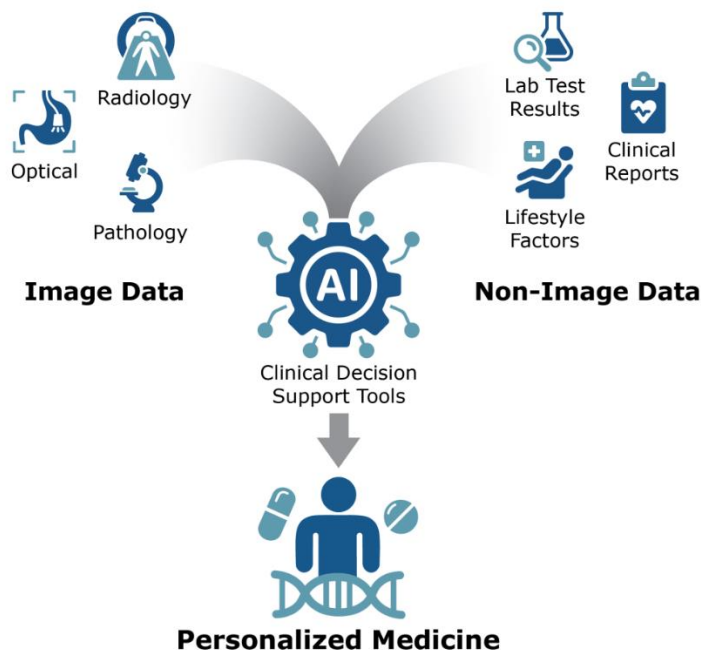 Radiology
Optical
Pathology
Image Data
Lab Test
Results
Clinical
Reports
Lifestyle
Factors
Non-Image Data
AI
Clinical Decision
Support Tools
Personalized Medicine